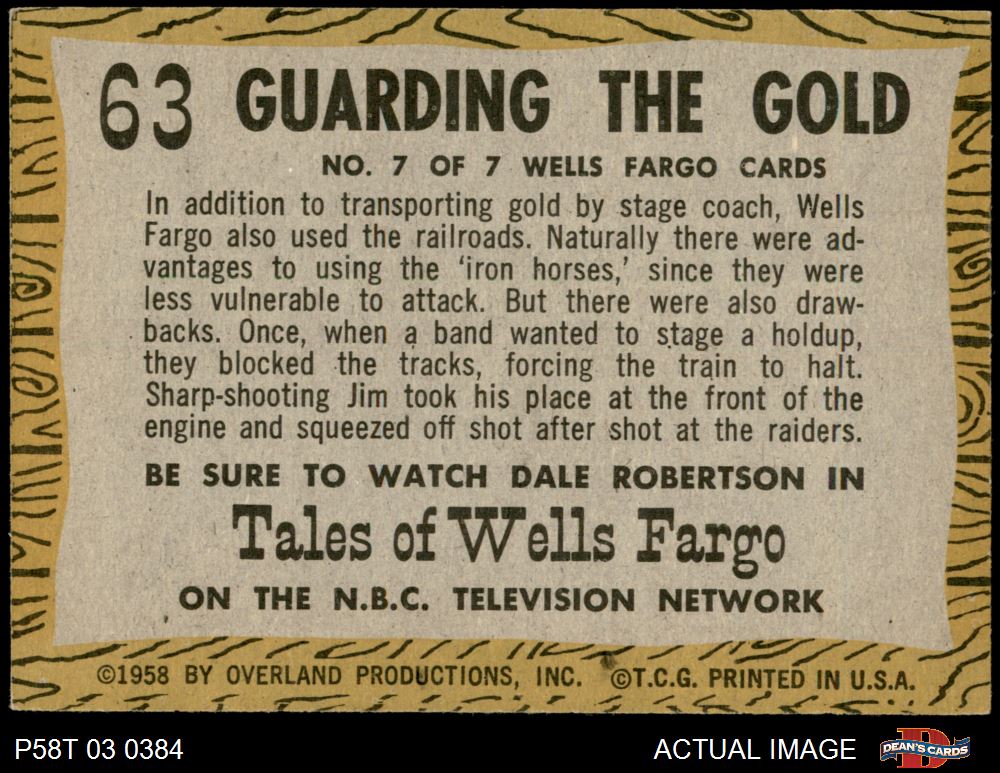 63 GUARDING THE GOLD
NO. 7 OF 7 WELLS FARGO CARDS
In addition to transporting gold by stage coach, Wells
Fargo also used the railroads. Naturally there were ad-
vantages to using the ‘iron horses,’ since they were
less vulnerable to attack. But there were also draw-
backs. Once, when a band wanted to stage a holdup,
they blocked the tracks, forcing the train to halt.
Sharp-shooting Jim took his place at the front of the
engine and squeezed off shot after shot at the raiders.
BE SURE TO WATCH DALE ROBERTSON IN
Tales of Wells Fargo
ON THE N.B.C. TELEVISION NETWORK
©1958 BY OVERLAND PRODUCTIONS, INC. ©T.C.G. PRINTED IN U.S.A.
P58T 03 0384 ACTUAL IMAGE DEAN'S CARDS